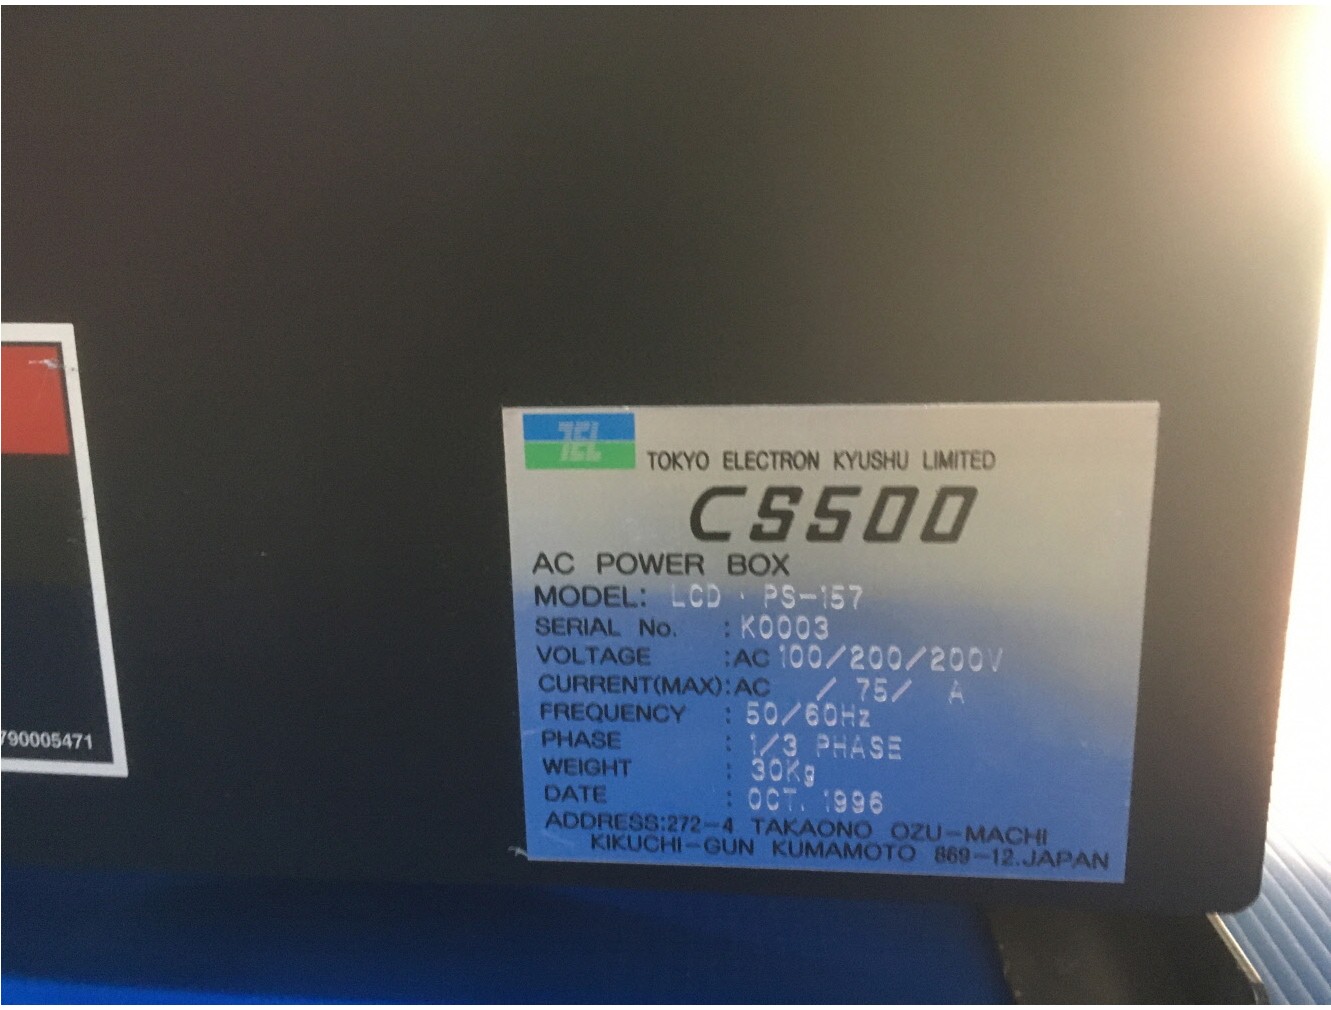 TEL
TOKYO ELECTRON KYUSHU LIMITED
CS500
AC POWER BOX
MODEL: LCD · PS-157
SERIAL No. : K0003
VOLTAGE :AC 100/200/200V
CURRENT(MAX):AC / 75/ A
FREQUENCY : 50/60Hz
PHASE : 1/3 PHASE
WEIGHT : 30Kg
DATE : OCT. 1996
ADDRESS:272-4 TAKAONO OZU-MACHI
KIKUCHI-GUN KUMAMOTO 869-12.JAPAN
790005471